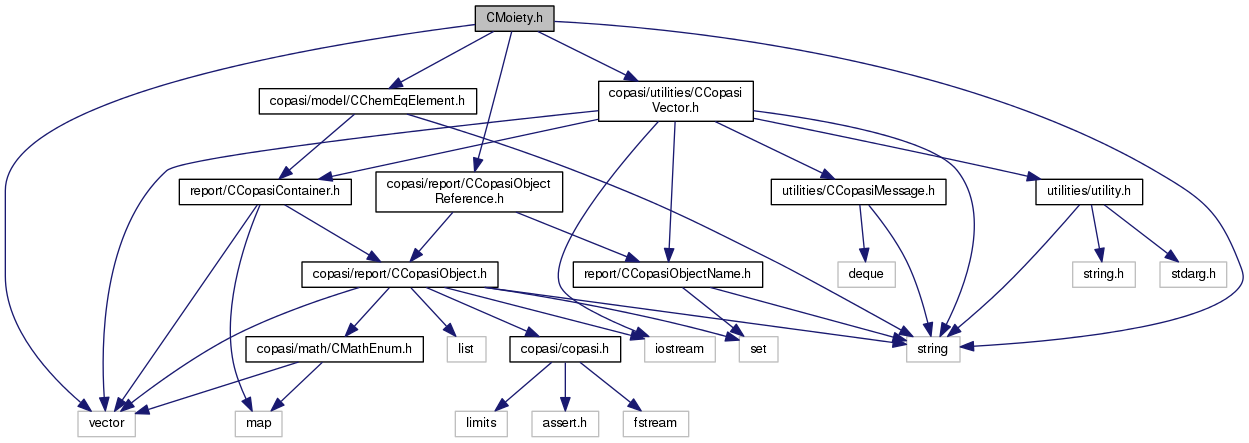 CMoiety.h
copasi/model/CChemEqElement.h
copasi/utilities/CCopasi
Vector.h
report/CCopasiContainer.h
copasi/report/CCopasiObject
Reference.h
utilities/CCopasiMessage.h
utilities/utility.h
copasi/report/CCopasiObject.h
report/CCopasiObjectName.h
deque
string.h
stdarg.h
copasi/math/CMathEnum.h
list
copasi/copasi.h
iostream
set
string
vector
map
limits
assert.h
fstream